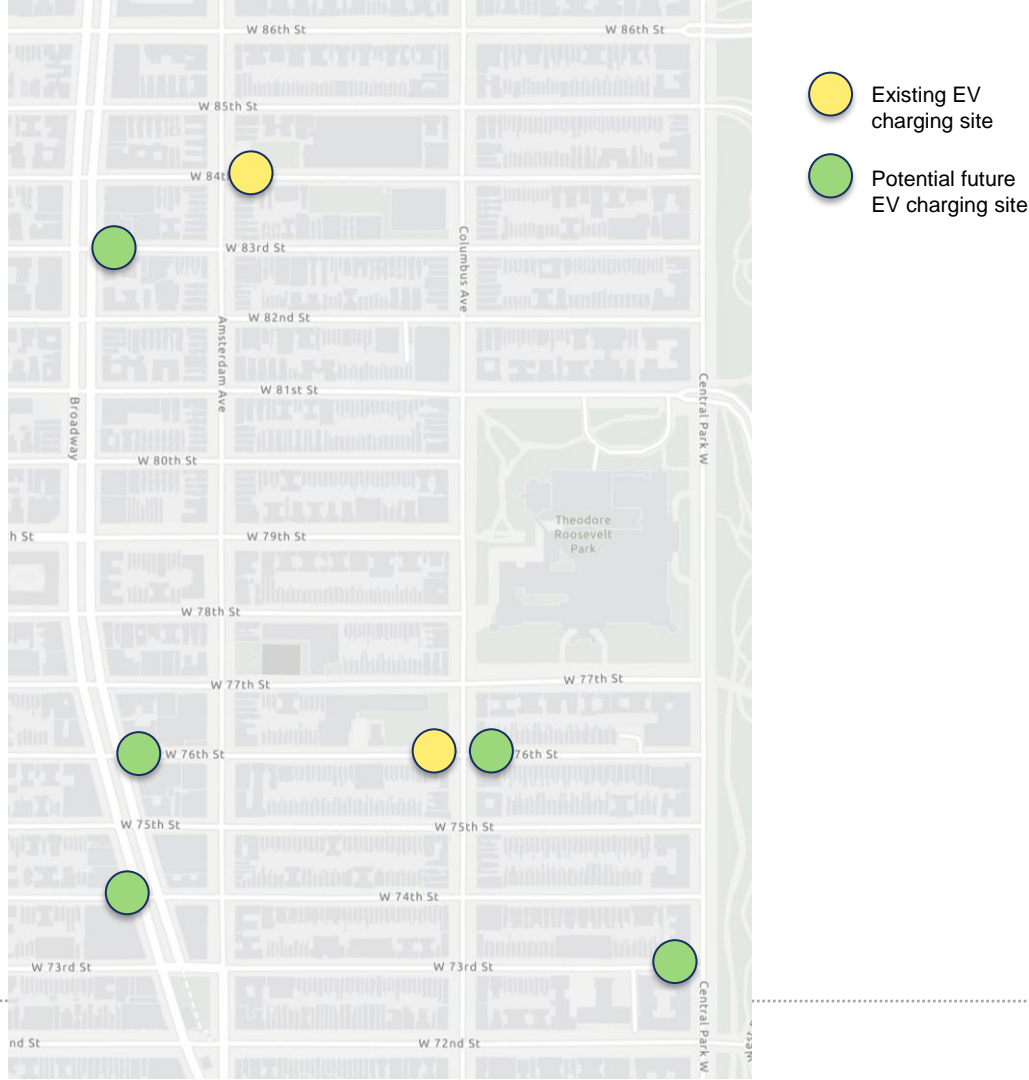 W 86th St
W 86th St
W 85th St
W 84t
W 83rd St
Columbus Ave
W 82nd St
Amsterdam Ave
W 81st St
Central Park W
Broadway
W 80th St
Theodore
Roosevelt
Park
h St
W 79th St
W 78th St
W 77th St
W 77th St
W 76th St
76th St
W 75th St
W 75th St
W 74th St
W 73rd St
W 73rd St
Central Park W
nd St
W 72nd St
Existing EV
charging site
Potential future
EV charging site